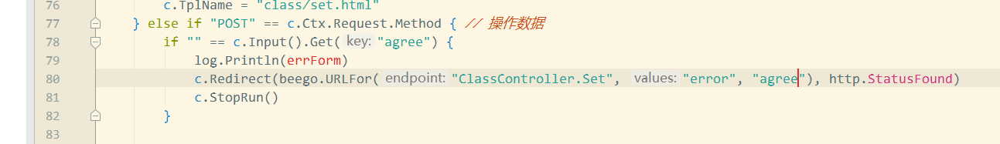 76 c.TplName = "class/set.html"
77 } else if "POST" == c.Ctx.Request.Method { // 操作数据
78 if "" == c.Input().Get( key: "agree") {
79 log.Println(errForm)
80 c.Redirect(beego.URLFor( endpoint: "ClassController.Set", values: "error", "agree"), http.StatusFound)
81 c.StopRun()
82 }
83